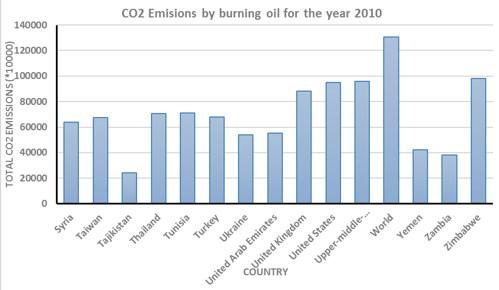 CO2 Emisions by burning oil for the year 2010
TOTAL CO2 EMISSIONS (*10000)
140000
120000
100000
80000
60000
40000
20000
0
Syria
Taiwan
Tajikistan
Thailand
Tunisia
Turkey
Ukraine
United Arab Emirates
United Kingdom
United States
Upper-middle-...
World
Yemen
Zambia
Zimbabwe
COUNTRY